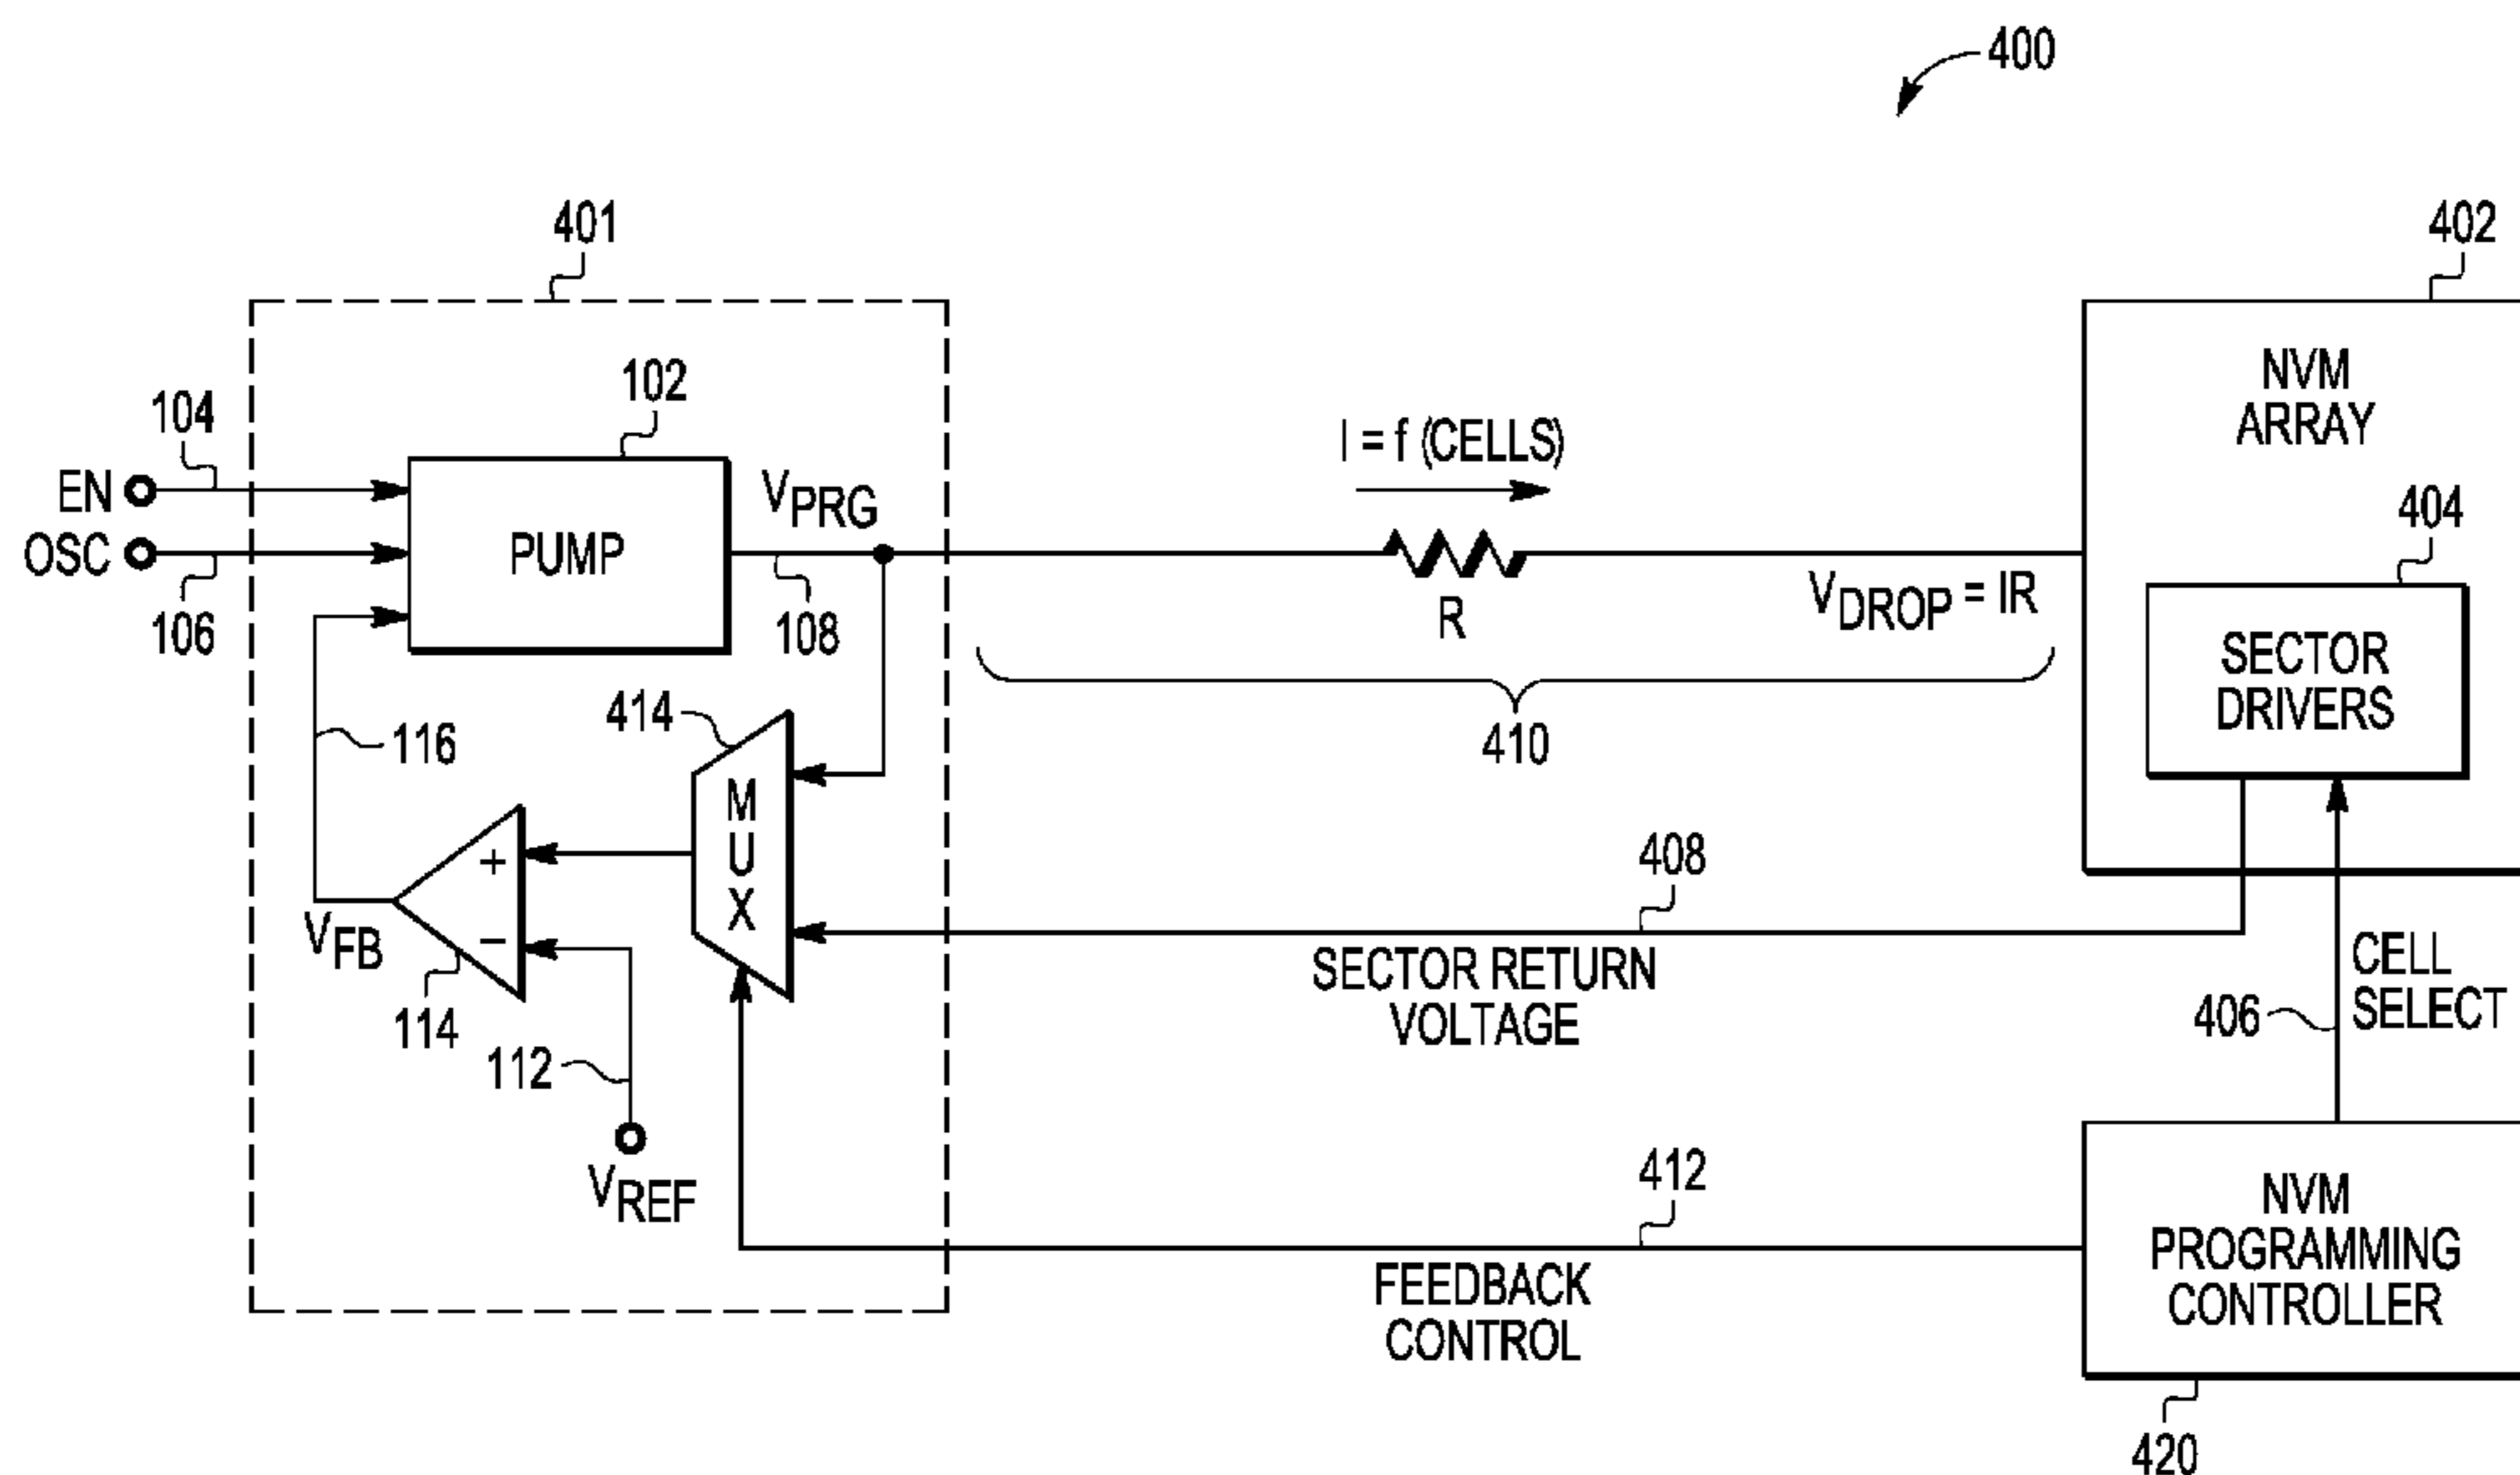 400
401
402
NVM
ARRAY
102
104
I = f (CELLS)
EN
VPRG
404
OSC
PUMP
106
108
R
VDROP = IR
SECTOR
DRIVERS
414
116
410
MUX
+
408
VFB
−
SECTOR RETURN
VOLTAGE
CELL
SELECT
406
114
112
VREF
412
NVM
PROGRAMMING
CONTROLLER
FEEDBACK
CONTROL
420